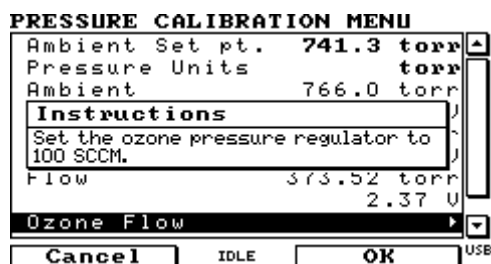 PRESSURE CALIBRATION MENU
Ambient Set pt. 741.3 torr
Pressure Units torr
Ambient 766.0 torr
Instructions
Set the ozone pressure regulator to
100 SCCM.
Flow 373.52 torr
2.37 V
Ozone Flow
Cancel IDLE OK USB